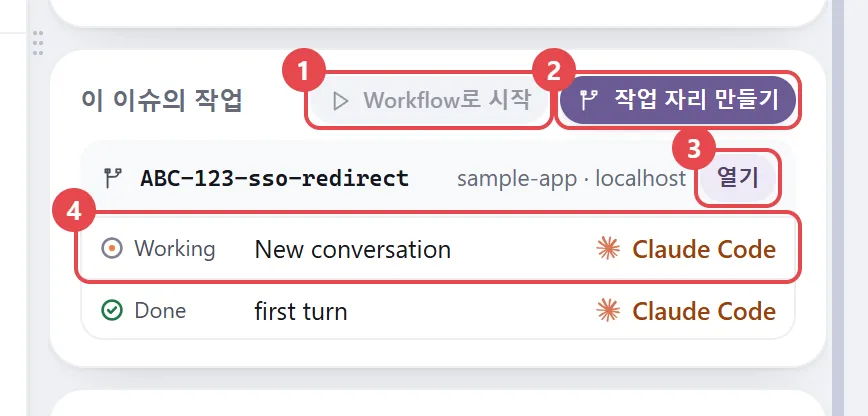 이 이슈의 작업
1
Workflow로 시작
2
작업 자리 만들기
ABC-123-sso-redirect
sample-app · localhost
3
열기
4
Working New conversation Claude Code
Done first turn Claude Code